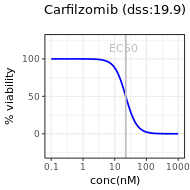 Carfilzomib (dss:19.9)
EC50
100
50
0
% viability
0.1 1 10 100 1000
conc(nM)